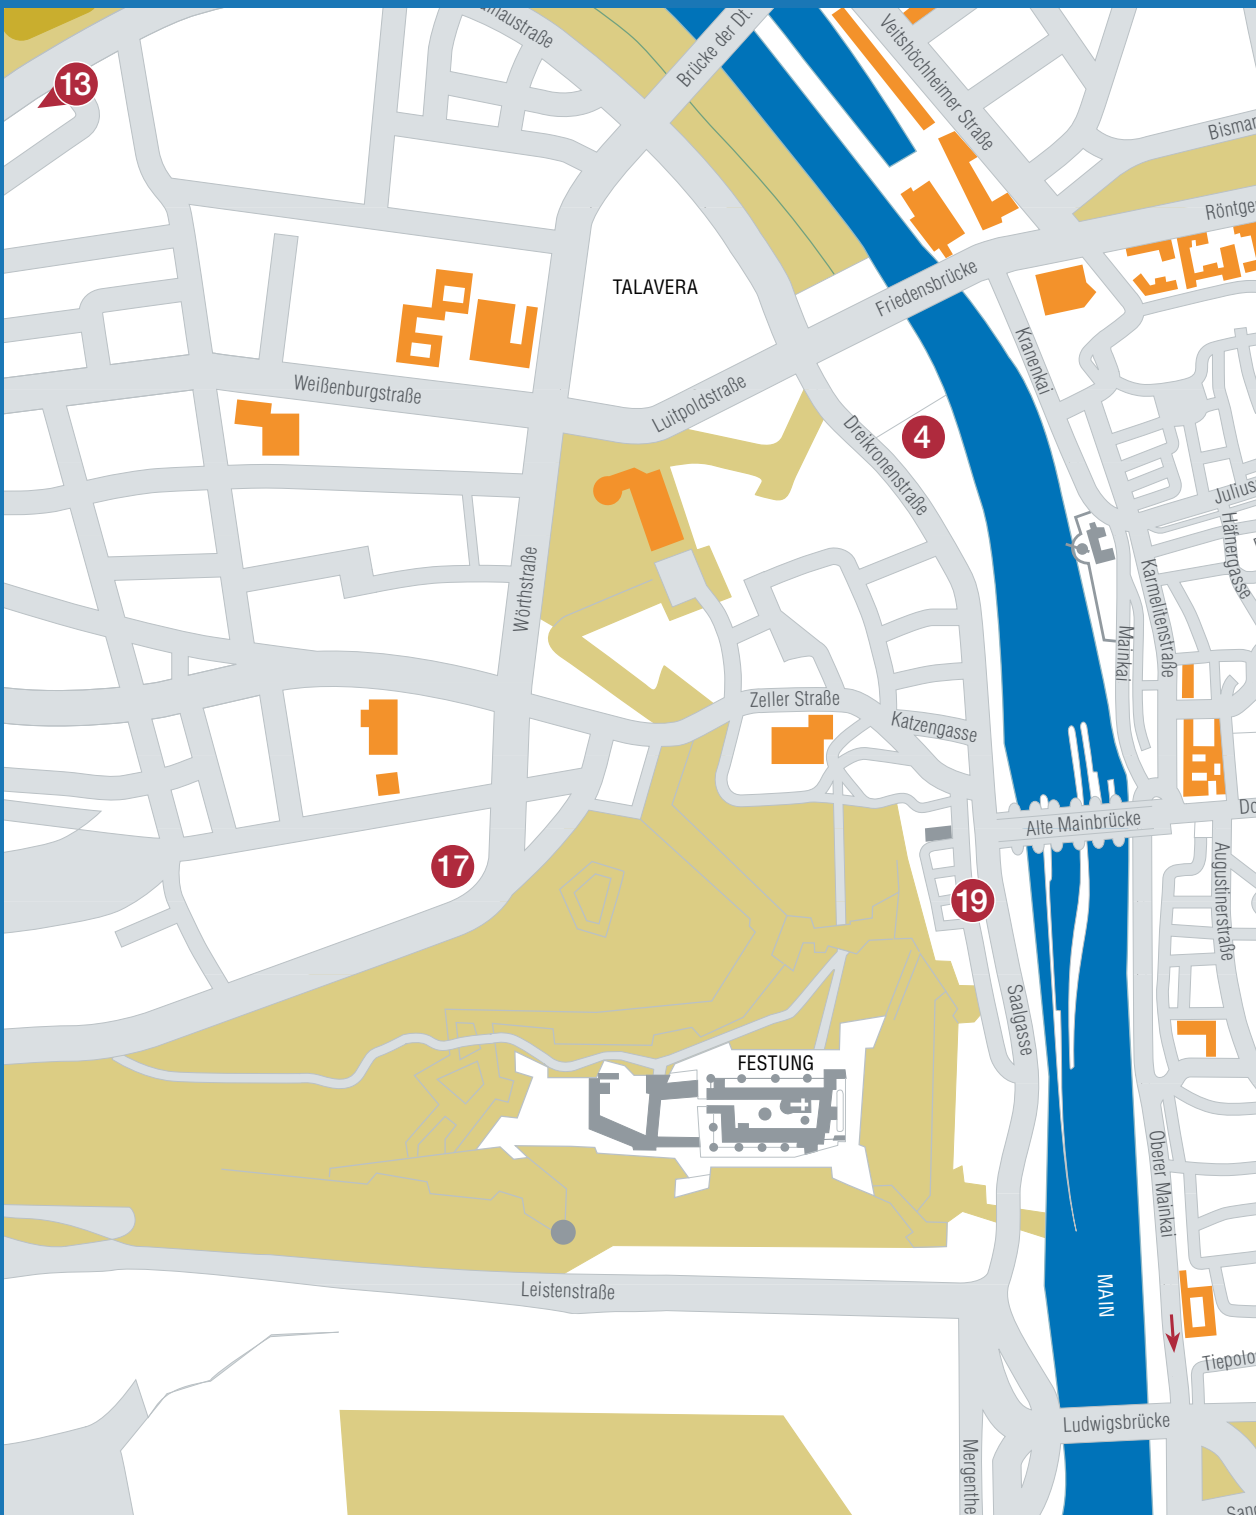 13
Brücke der Dt.
Veitshöchheimer Straße
TALAVERA
Friedensbrücke
Kranenkai
Weißenburgstraße
Luitpoldstraße
Dreikronenstraße
4
Wörthstraße
Karmelitenstraße
Mainkai
Zeller Straße
Katzengasse
Alte Mainbrücke
17
19
Augustinerstraße
Saalgasse
FESTUNG
Oberer Mainkai
Leistenstraße
MAIN
Ludwigsbrücke
Mergenthe
Bismar
Röntge
Julius
Häfnergasse
Do
Tiepolo